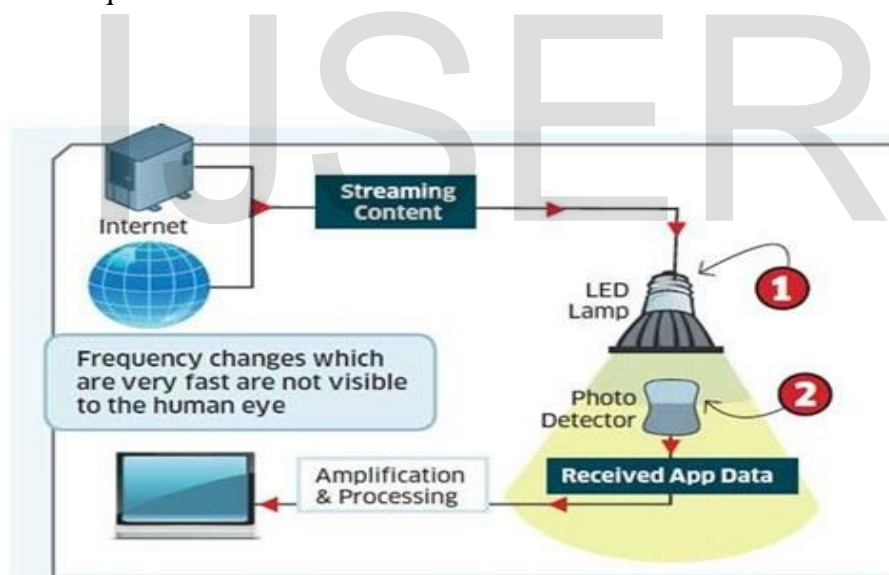 IJSER
Internet
Streaming
Content
LED
Lamp
1
Frequency changes which
are very fast are not visible
to the human eye
Photo
Detector
2
Received App Data
Amplification
& Processing